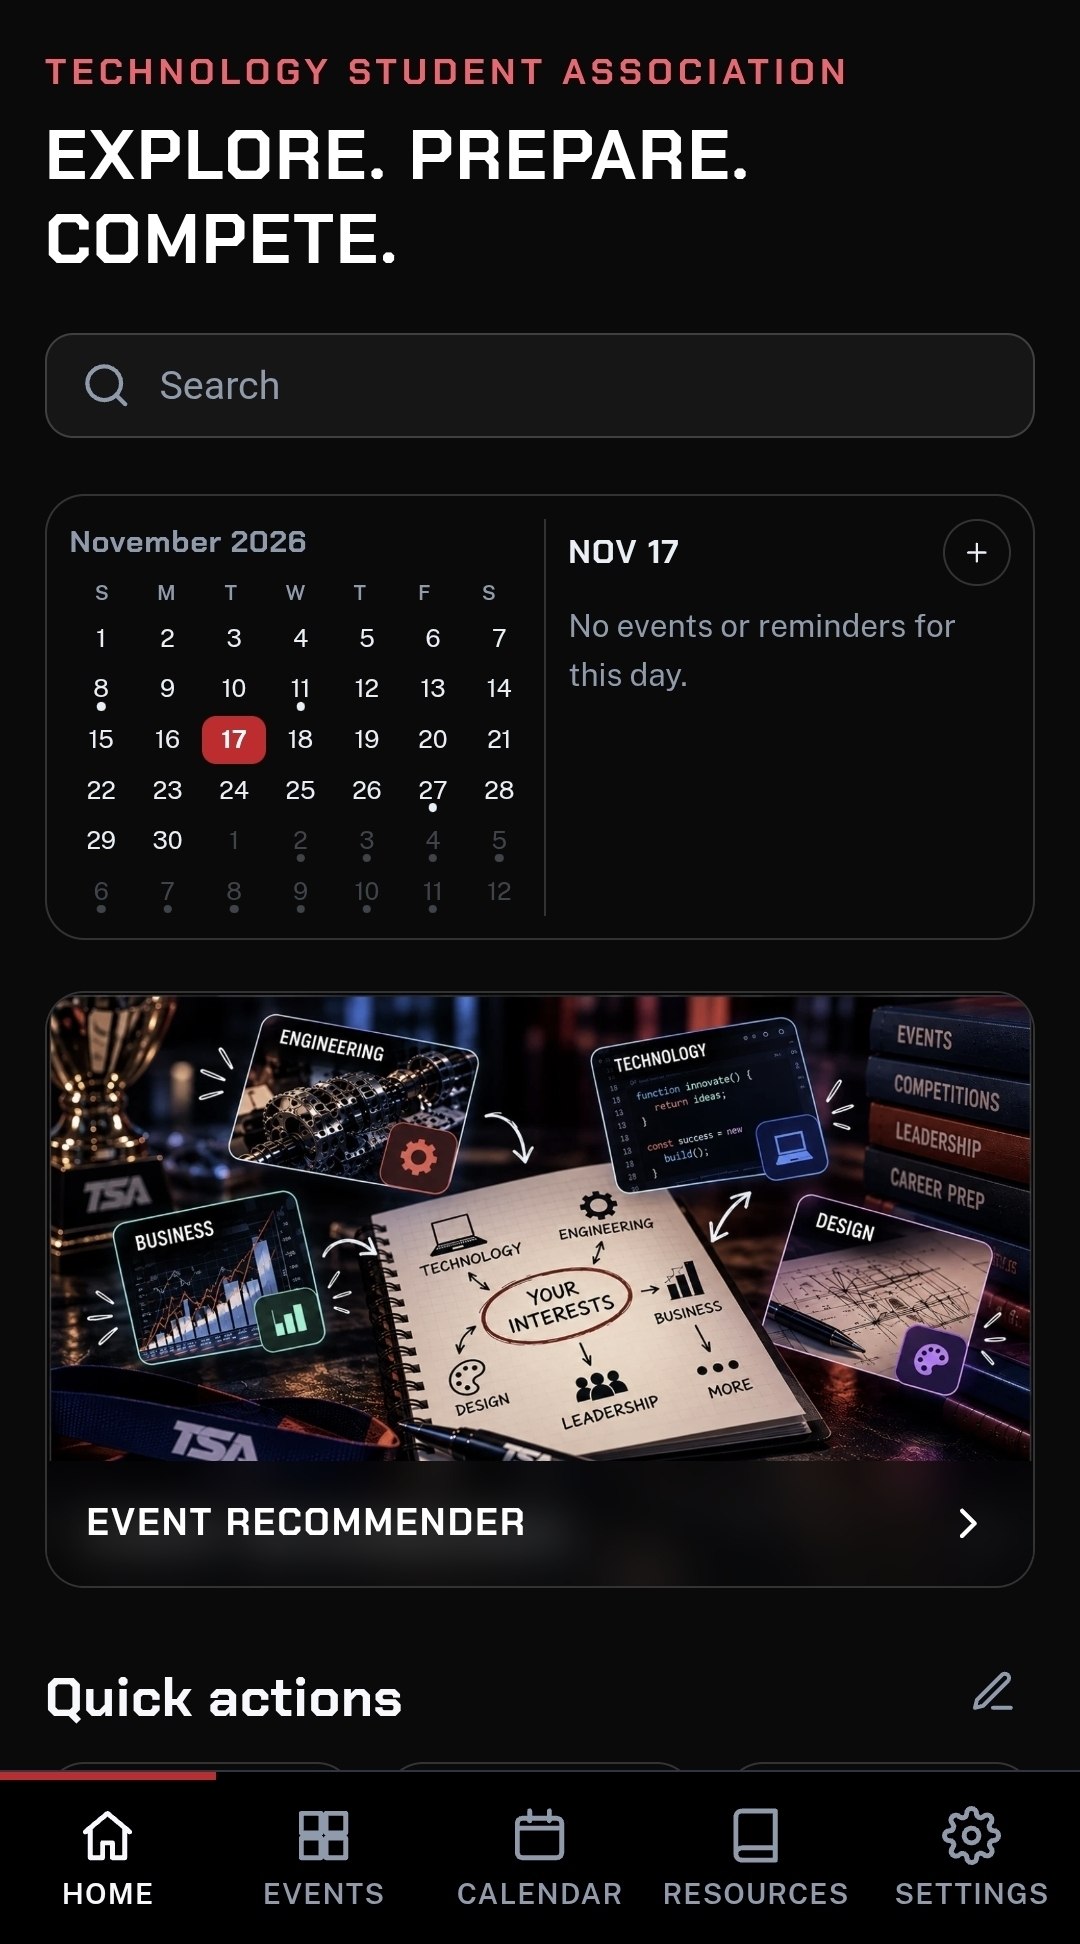 TECHNOLOGY STUDENT ASSOCIATION
EXPLORE. PREPARE.
COMPETE.
Search
November 2026
S M T W T F S
1 2 3 4 5 6 7
8 9 10 11 12 13 14
15 16 17 18 19 20 21
22 23 24 25 26 27 28
29 30 1 2 3 4 5
6 7 8 9 10 11 12
NOV 17
+
No events or reminders for
this day.
ENGINEERING
TECHNOLOGY
function innovate() {
return ideas;
}
const success = new
build();
}
EVENTS
COMPETITIONS
LEADERSHIP
CAREER PREP
TSA
BUSINESS
DESIGN
TECHNOLOGY
ENGINEERING
YOUR
INTERESTS
BUSINESS
DESIGN
LEADERSHIP
MORE
TSA
TSA
EVENT RECOMMENDER
Quick actions
HOME
EVENTS
CALENDAR
RESOURCES
SETTINGS